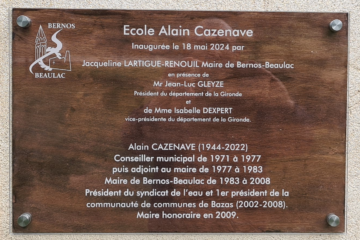 BERNOS
BEAULAC
Ecole Alain Cazenave
Inaugurée le 18 mai 2024 par
Jacqueline LARTIGUE-RENOUIL Maire de Bernos-Beaulac
en présence de
Mr Jean-Luc GLEYZE
Président du département de la Gironde
et
de Mme Isabelle DEXPERT
vice-présidente du département de la Gironde
Alain CAZENAVE (1944-2022)
Conseiller municipal de 1971 à 1977
puis adjoint au maire de 1977 à 1983
Maire de Bernos-Beaulac de 1983 à 2008
Président du syndicat de l'eau et 1er président de la
communauté de communes de Bazas (2002-2008).
Maire honoraire en 2009.